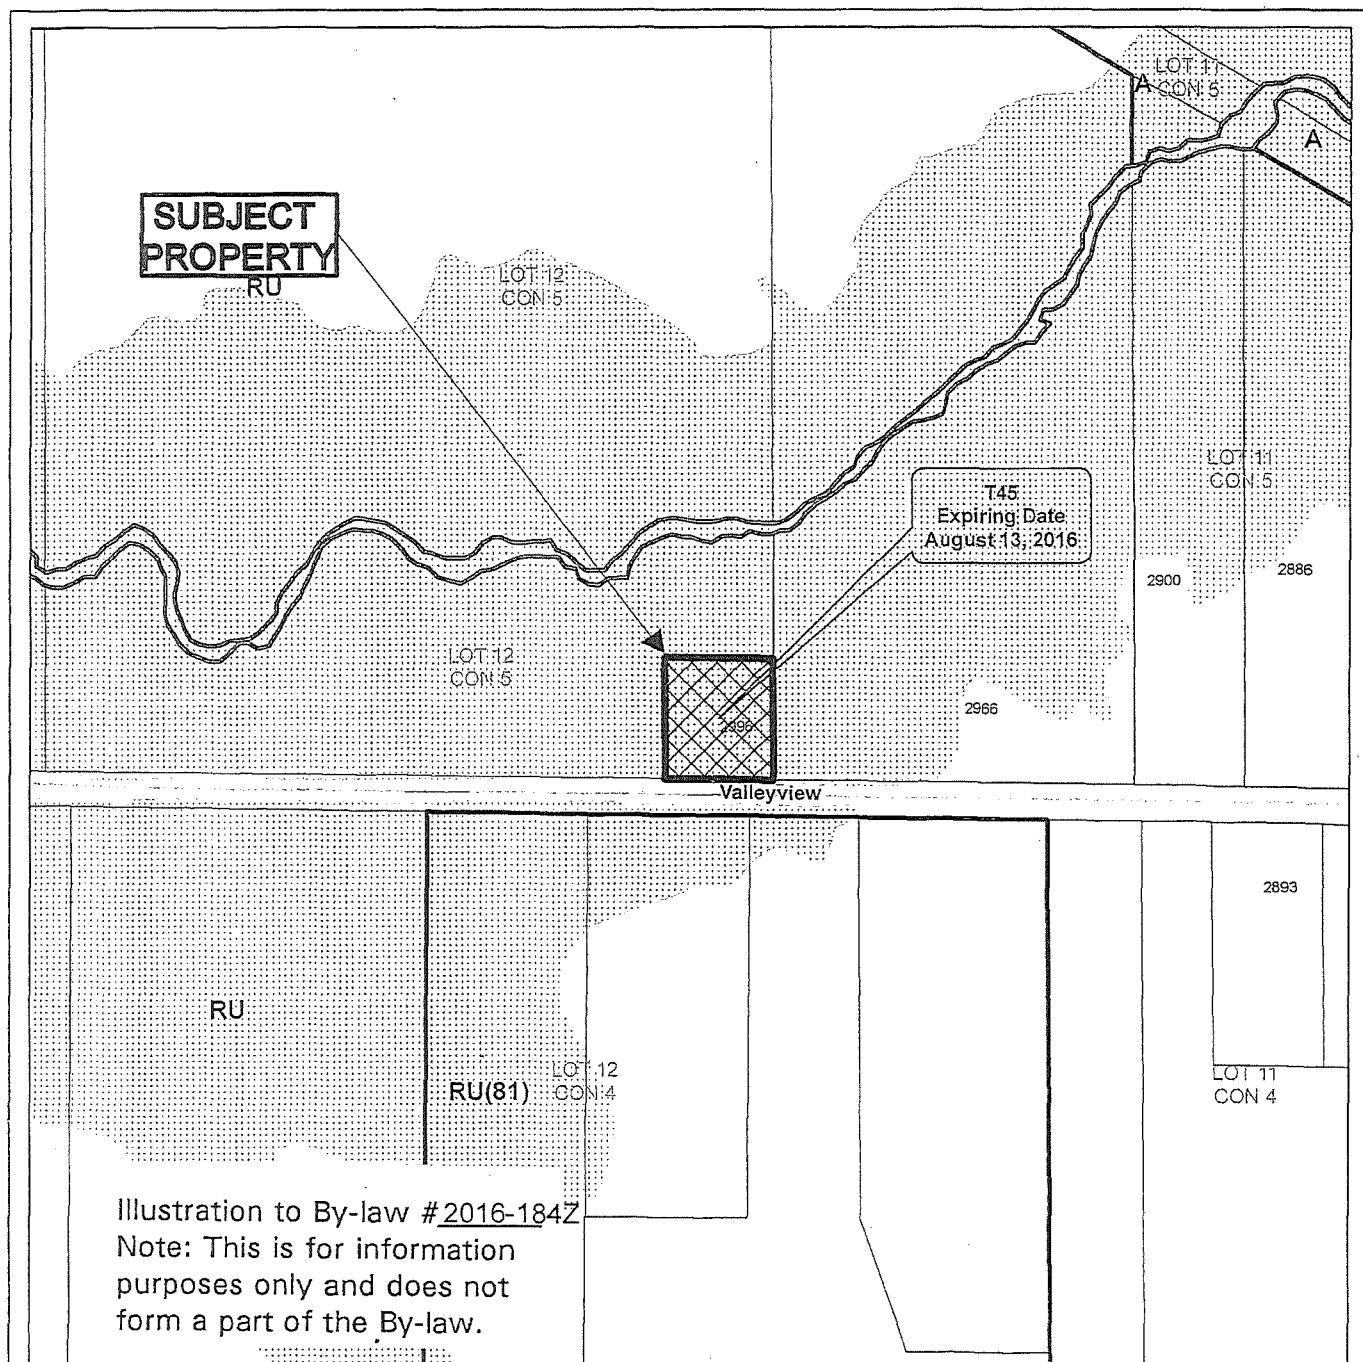 LOT 11
A CON 5
A
SUBJECT
PROPERTY
RU
LOT 12
CON 5
LOT 11
CON 5
T45
Expiring Date
August 13, 2016
2900
2886
LOT 12
CON 5
2966
2996
Valleyview
2893
RU
RU(81)
LOT 12
CON 4
LOT 11
CON 4
Illustration to By-law # 2016-184Z
Note: This is for information
purposes only and does not
form a part of the By-law.